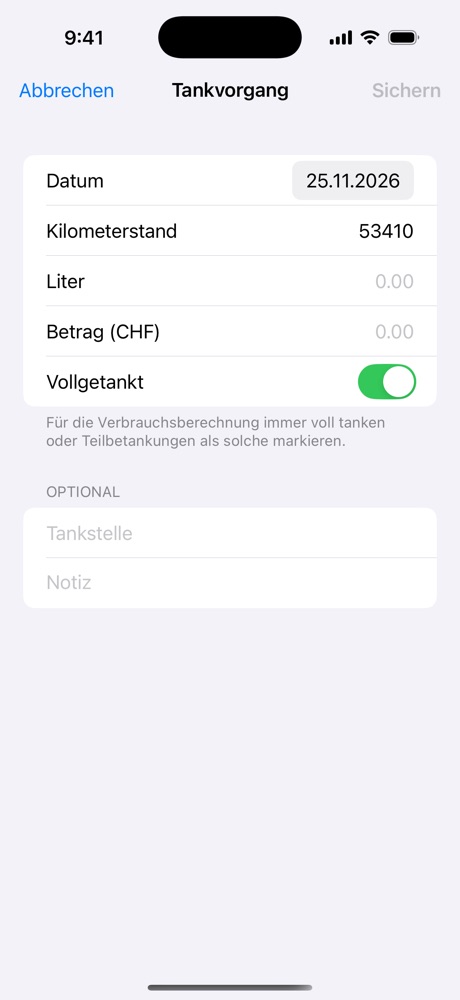 9:41
Abbrechen Tankvorgang Sichern
Datum 25.11.2026
Kilometerstand 53410
Liter 0.00
Betrag (CHF) 0.00
Vollgetankt
Für die Verbrauchsberechnung immer voll tanken
oder Teilbetankungen als solche markieren.
OPTIONAL
Tankstelle
Notiz